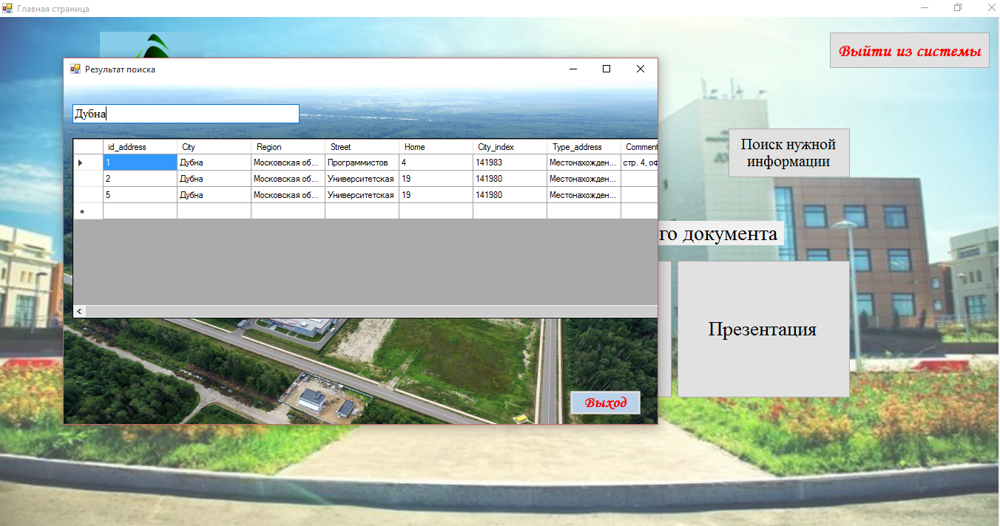 Главная страница
Выйти из системы
Результат поиска
Дубна
id_address City Region Street Home City_index Type_address Comment
1 Дубна Московская об... Программистов 4 141983 Местонахожден... стр. 4, оф
2 Дубна Московская об... Университетская 19 141980 Местонахожден...
5 Дубна Московская об... Университетская 19 141980 Местонахожден...
Поиск нужной
информации
го документа
Презентация
Выход